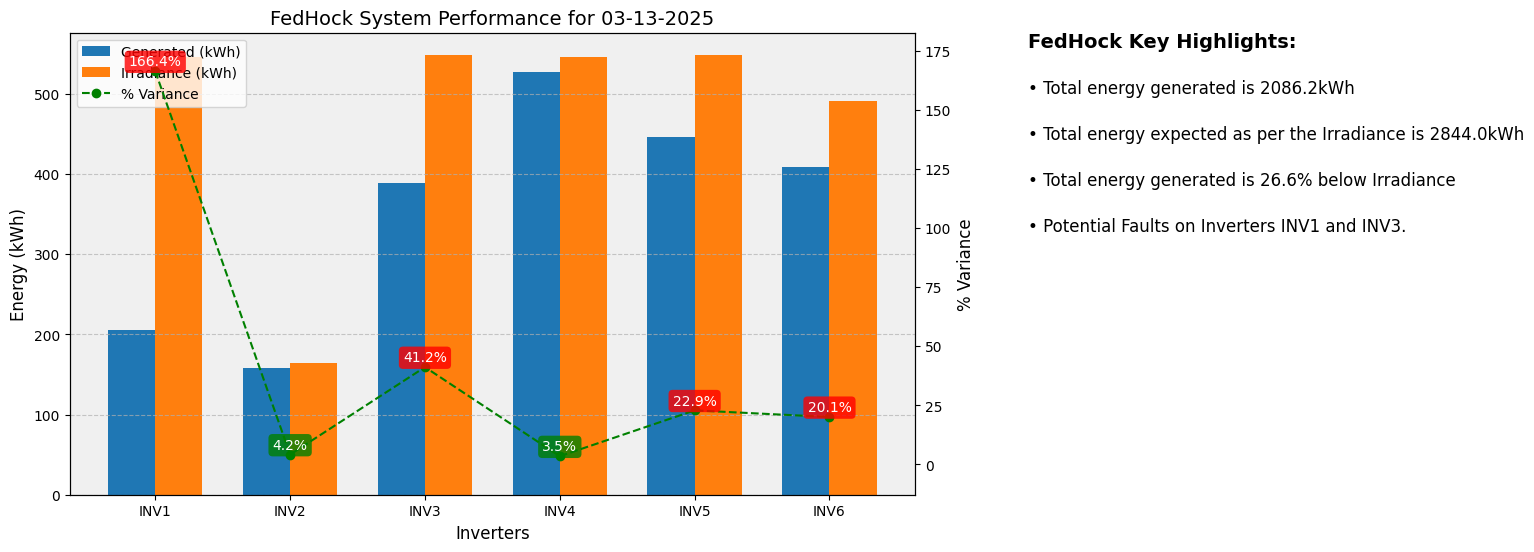 FedHock System Performance for 03-13-2025
Generated (kWh)
Irradiance (kWh)
% Variance
166.4%
4.2%
41.2%
3.5%
22.9%
20.1%
Energy (kWh)
500
400
300
200
100
0
175
150
125
100
75
50
25
0
% Variance
INV1 INV2 INV3 INV4 INV5 INV6
Inverters
FedHock Key Highlights:
• Total energy generated is 2086.2kWh
• Total energy expected as per the Irradiance is 2844.0kWh
• Total energy generated is 26.6% below Irradiance
• Potential Faults on Inverters INV1 and INV3.